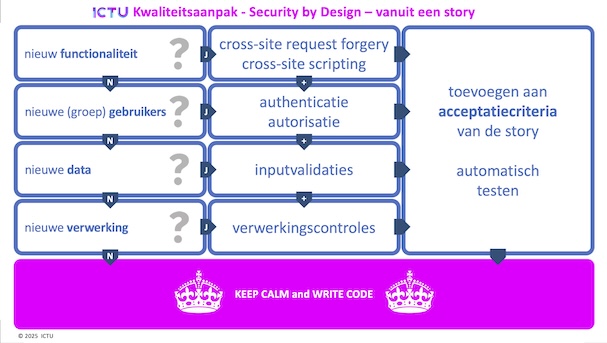 ICTU Kwaliteitsaanpak - Security by Design – vanuit een story
nieuw functionaliteit ?
J
cross-site request forgery
cross-site scripting
N
+
nieuwe (groep) gebruikers ?
J
authenticatie
autorisatie
N
+
nieuwe data ?
J
inputvalidaties
N
+
nieuwe verwerking ?
J
verwerkingscontroles
N
toevoegen aan
acceptatiecriteria
van de story
automatisch
testen
KEEP CALM and WRITE CODE
© 2025 ICTU